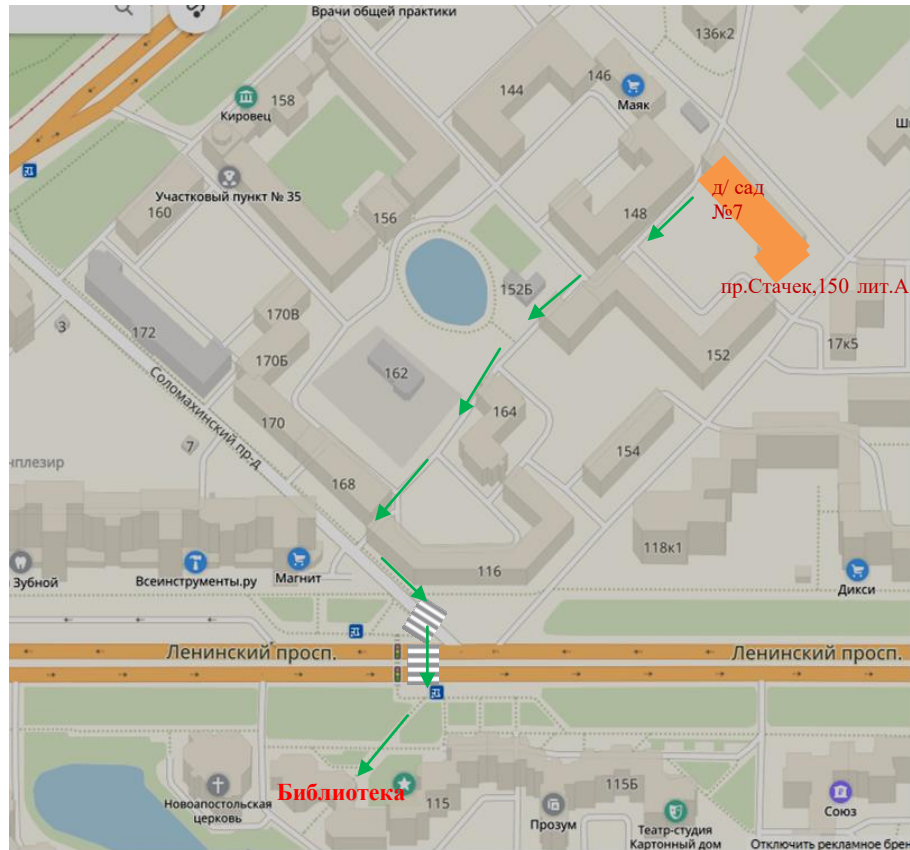 Врачи общей практики
136к2
146
144
Маяк
158
Кировец
Участковый пункт № 35
д/ сад
№7
160
156
148
152Б
пр.Стачек,150 лит.А
3
172
170В
170Б
162
152
17к5
Соломахинский пр-д
170
164
7
154
168
118к1
116
Зубной
Всеинструменты.ру
Магнит
Дикси
Ленинский просп.
Ленинский просп.
Библиотека
115
115Б
Новоапостольская
церковь
Прозум
Театр-студия
Картонный дом
Союз
Отключить рекламное